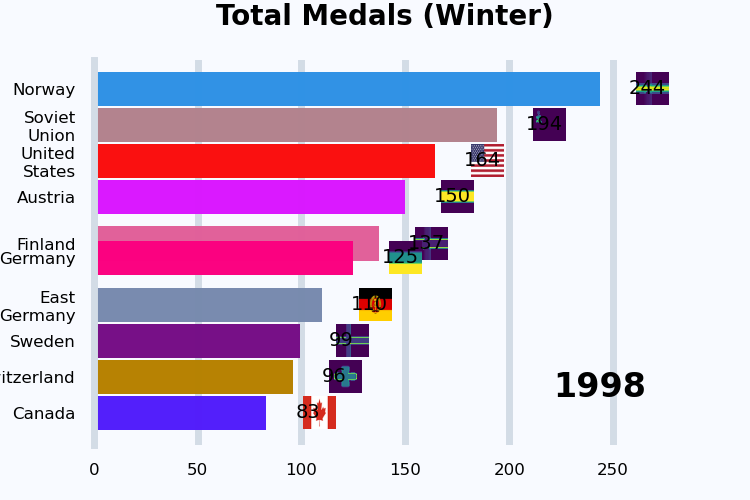 Total Medals (Winter)
Norway 244
Soviet
Union 194
United
States 164
Austria 150
Finland 137
Germany 125
East
Germany 110
Sweden 99
itzerland 96
Canada 83
1998
0 50 100 150 200 250